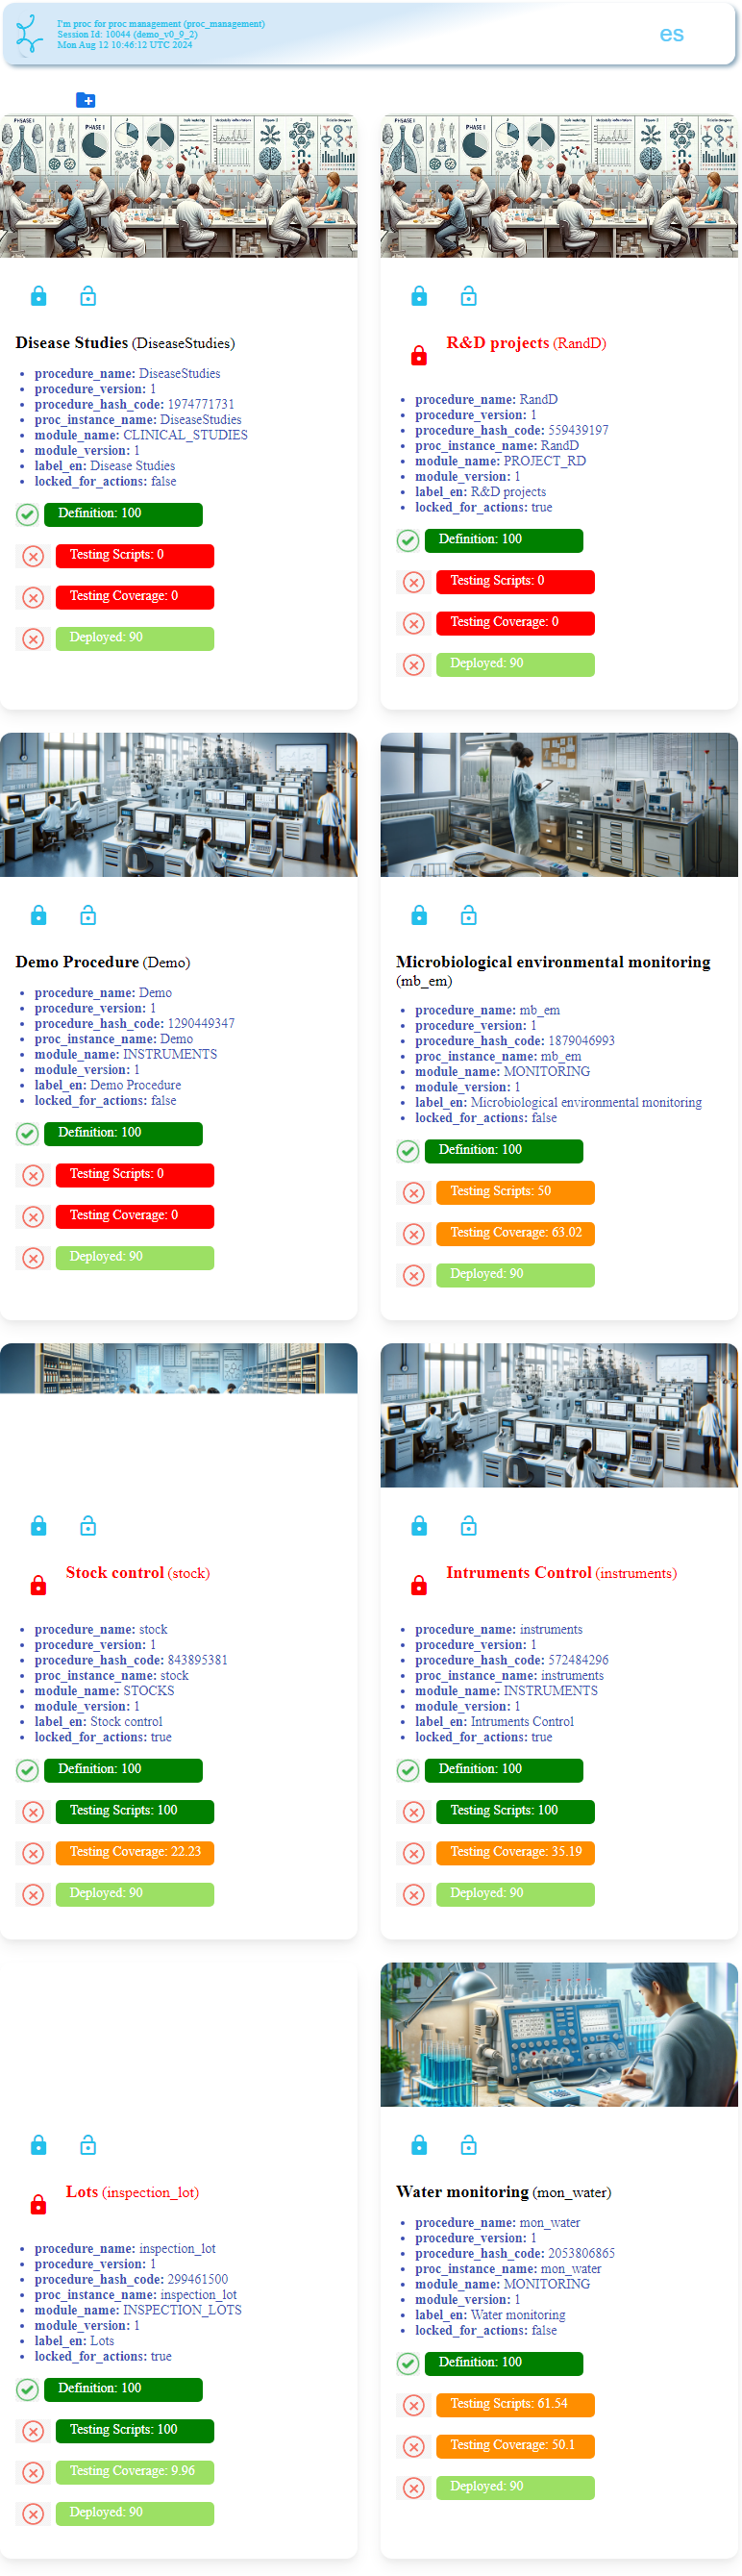 I'm proc for proc management (proc_management)
Session Id: 10044 (demo_v0_9_2)
Mon Aug 12 10:46:12 UTC 2024
es
PHASE I
PHASE I
Disease Studies (DiseaseStudies)
procedure_name: DiseaseStudies
procedure_version: 1
procedure_hash_code: 1974771731
proc_instance_name: DiseaseStudies
module_name: CLINICAL_STUDIES
module_version: 1
label_en: Disease Studies
locked_for_actions: false
Definition: 100
Testing Scripts: 0
Testing Coverage: 0
Deployed: 90
R&D projects (RandD)
procedure_name: RandD
procedure_version: 1
procedure_hash_code: 559439197
proc_instance_name: RandD
module_name: PROJECT_RD
module_version: 1
label_en: R&D projects
locked_for_actions: true
Definition: 100
Testing Scripts: 0
Testing Coverage: 0
Deployed: 90
Demo Procedure (Demo)
procedure_name: Demo
procedure_version: 1
procedure_hash_code: 1290449347
proc_instance_name: Demo
module_name: INSTRUMENTS
module_version: 1
label_en: Demo Procedure
locked_for_actions: false
Definition: 100
Testing Scripts: 0
Testing Coverage: 0
Deployed: 90
Microbiological environmental monitoring
(mb_em)
procedure_name: mb_em
procedure_version: 1
procedure_hash_code: 1879046993
proc_instance_name: mb_em
module_name: MONITORING
module_version: 1
label_en: Microbiological environmental monitoring
locked_for_actions: false
Definition: 100
Testing Scripts: 50
Testing Coverage: 63.02
Deployed: 90
Stock control (stock)
procedure_name: stock
procedure_version: 1
procedure_hash_code: 843895381
proc_instance_name: stock
module_name: STOCKS
module_version: 1
label_en: Stock control
locked_for_actions: true
Definition: 100
Testing Scripts: 100
Testing Coverage: 22.23
Deployed: 90
Intruments Control (instruments)
procedure_name: instruments
procedure_version: 1
procedure_hash_code: 572484296
proc_instance_name: instruments
module_name: INSTRUMENTS
module_version: 1
label_en: Intruments Control
locked_for_actions: true
Definition: 100
Testing Scripts: 100
Testing Coverage: 35.19
Deployed: 90
Lots (inspection_lot)
procedure_name: inspection_lot
procedure_version: 1
procedure_hash_code: 299461500
proc_instance_name: inspection_lot
module_name: INSPECTION_LOTS
module_version: 1
label_en: Lots
locked_for_actions: true
Definition: 100
Testing Scripts: 100
Testing Coverage: 9.96
Deployed: 90
Water monitoring (mon_water)
procedure_name: mon_water
procedure_version: 1
procedure_hash_code: 2053806865
proc_instance_name: mon_water
module_name: MONITORING
module_version: 1
label_en: Water monitoring
locked_for_actions: false
Definition: 100
Testing Scripts: 61.54
Testing Coverage: 50.1
Deployed: 90